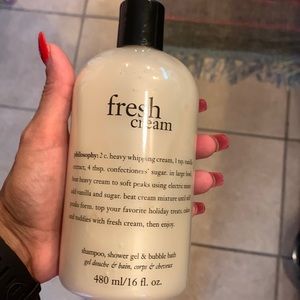 fresh
cream
philosophy: 2 c. heavy whipping cream, 1 tsp. vanilla
extract, 4 tbsp. confectioners' sugar. in large bowl,
beat heavy cream to soft peaks using electric mixer.
add vanilla and sugar. beat cream mixture until soft
peaks form. top your favorite holiday treats, cakes
and toddies with fresh cream, then enjoy.
shampoo, shower gel & bubble bath
gel douche & bain, corps & cheveux
480 ml/16 fl. oz.